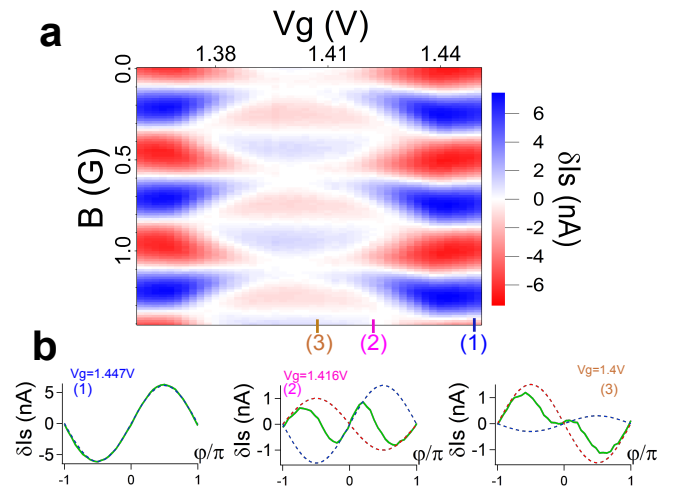 a
Vg (V)
1.38 1.41 1.44
B (G)
0.0
0.5
1.0
6
4
2
0
-2
-4
-6
δIs (nA)
(3) (2) (1)
b
Vg=1.447V
(1)
δIs (nA)
5
0
-5
-1 0 1
φ/π
Vg=1.416V
(2)
δIs (nA)
1
0
-1
-1 0 1
φ/π
Vg=1.4V
(3)
δIs (nA)
1
0
-1
-1 0 1
φ/π